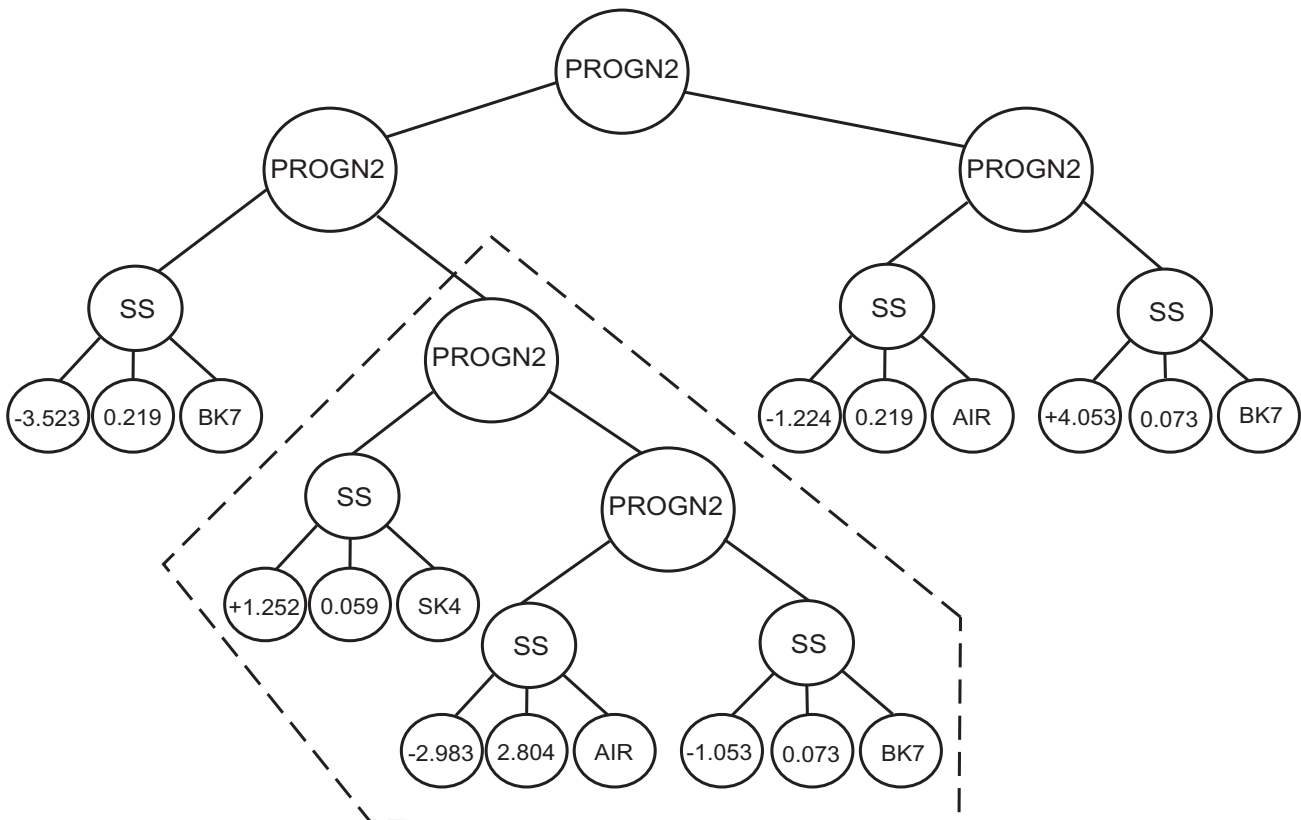 PROGN2
PROGN2
PROGN2
SS
SS
SS
PROGN2
-3.523 0.219 BK7
-1.224 0.219 AIR
+4.053 0.073 BK7
SS
PROGN2
+1.252 0.059 SK4
SS
SS
-2.983 2.804 AIR
-1.053 0.073 BK7